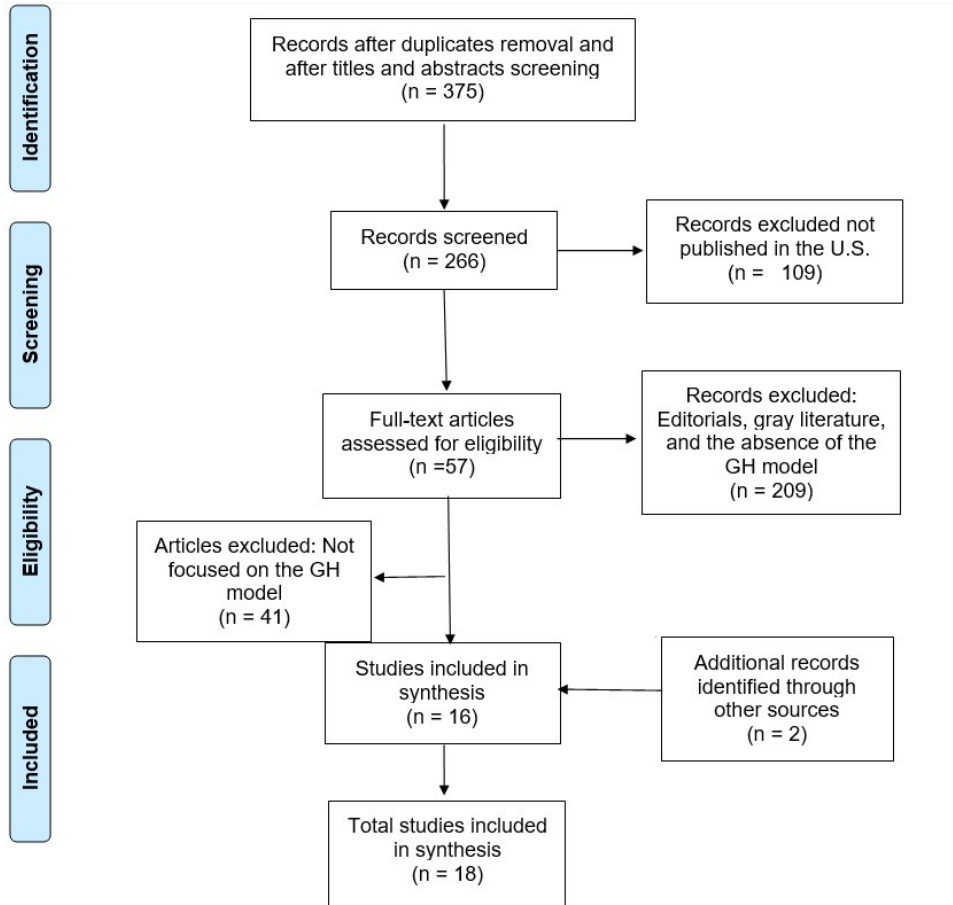 Identification
Records after duplicates removal and
after titles and abstracts screening
(n = 375)
Screening
Records screened
(n = 266)
Records excluded not
published in the U.S.
(n =   109)
Eligibility
Full-text articles
assessed for eligibility
(n =57)
Records excluded:
Editorials, gray literature,
and the absence of the
GH model
(n = 209)
Articles excluded: Not
focused on the GH
model
(n = 41)
Included
Studies included in
synthesis
(n = 16)
Additional records
identified through
other sources
(n = 2)
Total studies included
in synthesis
(n = 18)